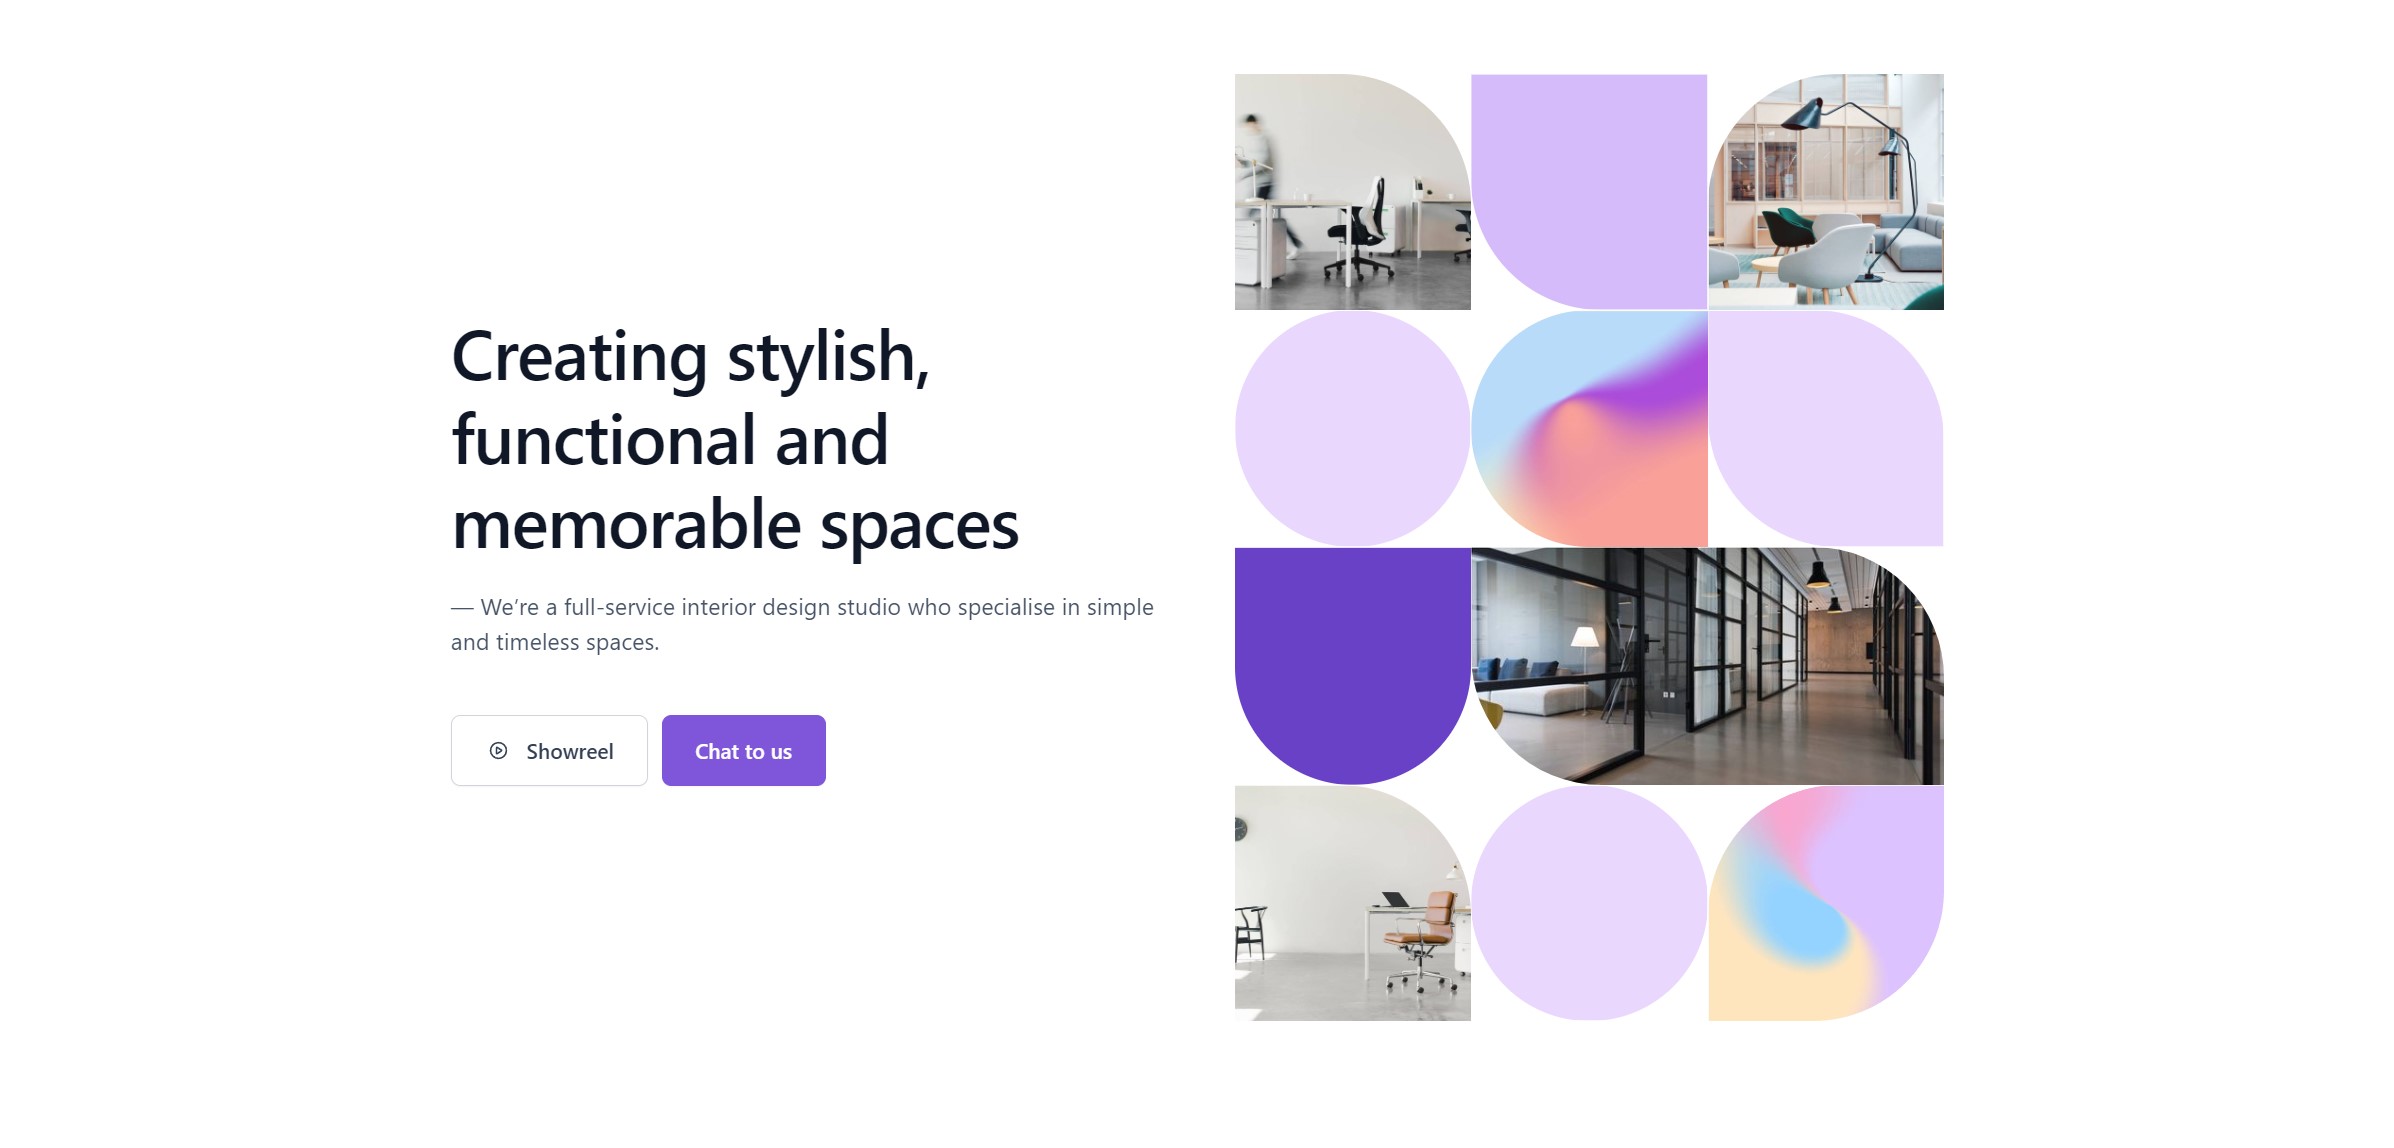 Creating stylish,
functional and
memorable spaces
— We’re a full-service interior design studio who specialise in simple
and timeless spaces.
Showreel
Chat to us